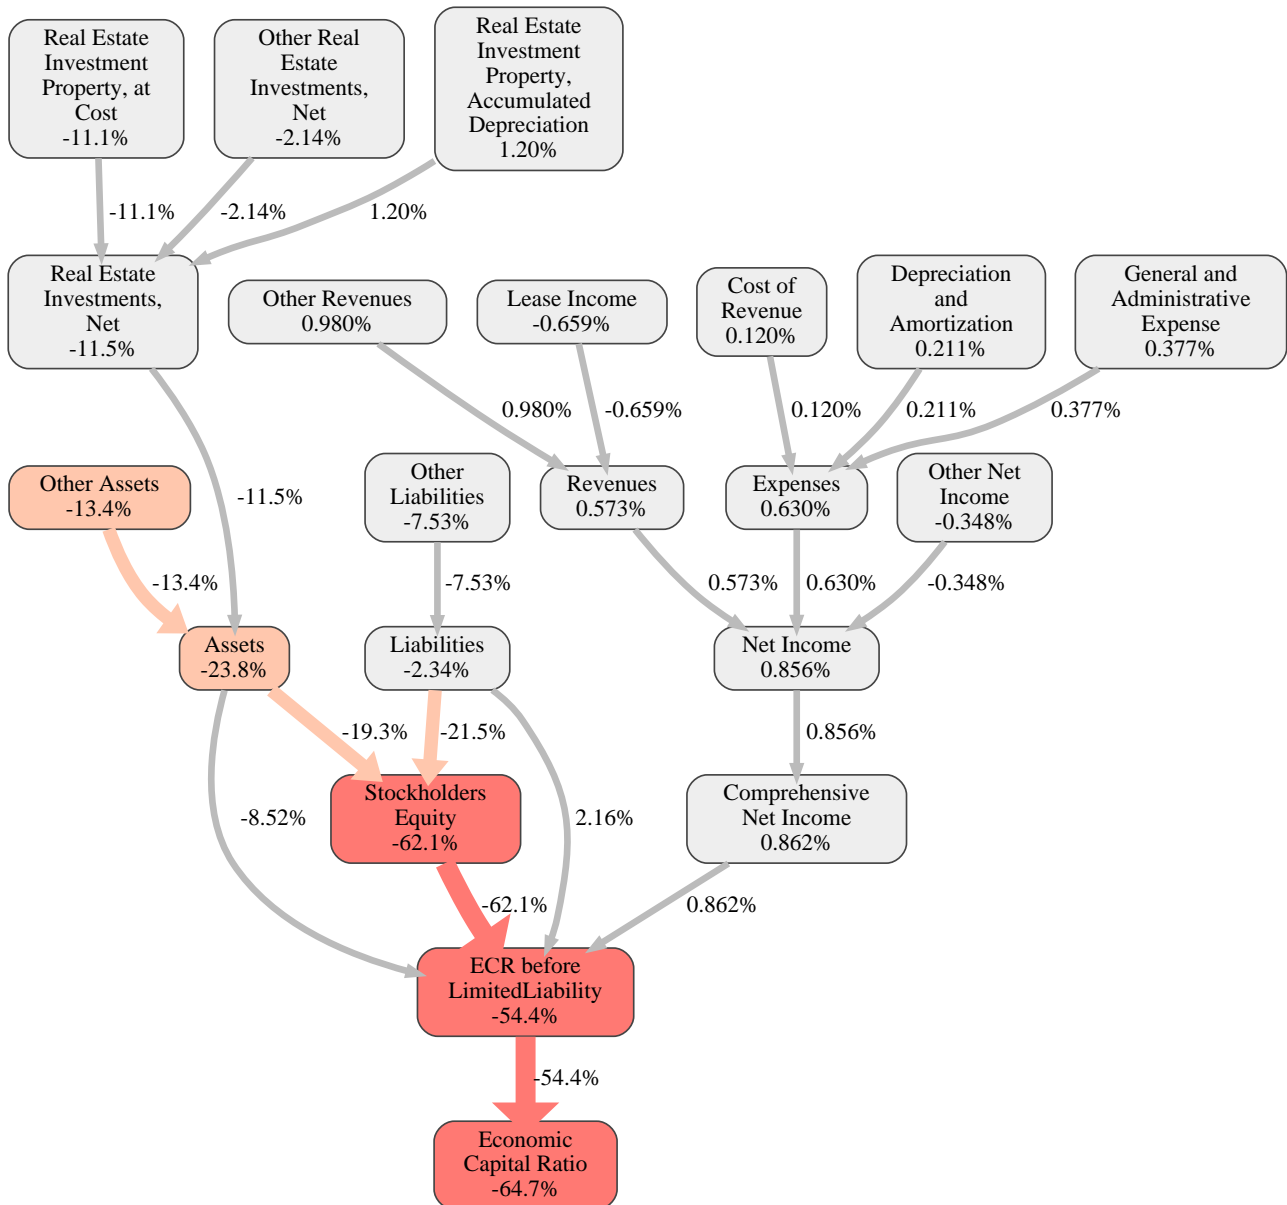 Real Estate
Investment
Property, at
Cost
-11.1%
Other Real
Estate
Investments,
Net
-2.14%
Real Estate
Investment
Property,
Accumulated
Depreciation
1.20%
-11.1%
-2.14%
1.20%
Real Estate
Investments,
Net
-11.5%
Other Revenues
0.980%
Lease Income
-0.659%
Cost of
Revenue
0.120%
Depreciation
and
Amortization
0.211%
General and
Administrative
Expense
0.377%
0.980%
-0.659%
0.120%
0.211%
0.377%
Other Assets
-13.4%
-11.5%
Other
Liabilities
-7.53%
Revenues
0.573%
Expenses
0.630%
Other Net
Income
-0.348%
-13.4%
-7.53%
0.573%
0.630%
-0.348%
Assets
-23.8%
Liabilities
-2.34%
Net Income
0.856%
-19.3%
-21.5%
0.856%
-8.52%
Stockholders
Equity
-62.1%
2.16%
Comprehensive
Net Income
0.862%
-62.1%
0.862%
ECR before
LimitedLiability
-54.4%
-54.4%
Economic
Capital Ratio
-64.7%